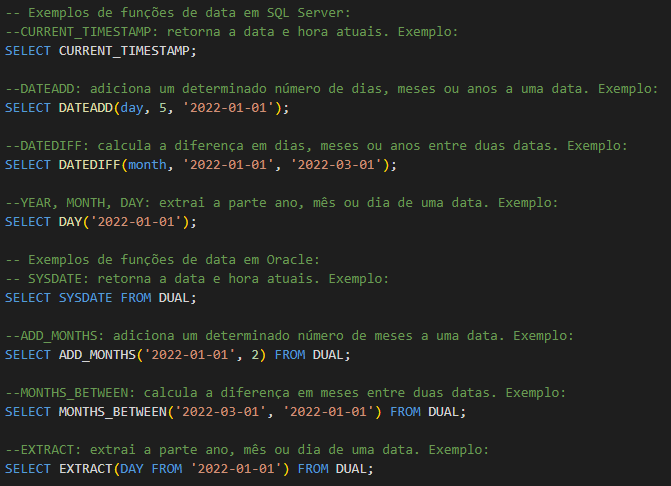 -- Exemplos de funções de data em SQL Server:
--CURRENT_TIMESTAMP: retorna a data e hora atuais. Exemplo:
SELECT CURRENT_TIMESTAMP;
--DATEADD: adiciona um determinado número de dias, meses ou anos a uma data. Exemplo:
SELECT DATEADD(day, 5, '2022-01-01');
--DATEDIFF: calcula a diferença em dias, meses ou anos entre duas datas. Exemplo:
SELECT DATEDIFF(month, '2022-01-01', '2022-03-01');
--YEAR, MONTH, DAY: extrai a parte ano, mês ou dia de uma data. Exemplo:
SELECT DAY('2022-01-01');
-- Exemplos de funções de data em Oracle:
-- SYSDATE: retorna a data e hora atuais. Exemplo:
SELECT SYSDATE FROM DUAL;
--ADD_MONTHS: adiciona um determinado número de meses a uma data. Exemplo:
SELECT ADD_MONTHS('2022-01-01', 2) FROM DUAL;
--MONTHS_BETWEEN: calcula a diferença em meses entre duas datas. Exemplo:
SELECT MONTHS_BETWEEN('2022-03-01', '2022-01-01') FROM DUAL;
--EXTRACT: extrai a parte ano, mês ou dia de uma data. Exemplo:
SELECT EXTRACT(DAY FROM '2022-01-01') FROM DUAL;